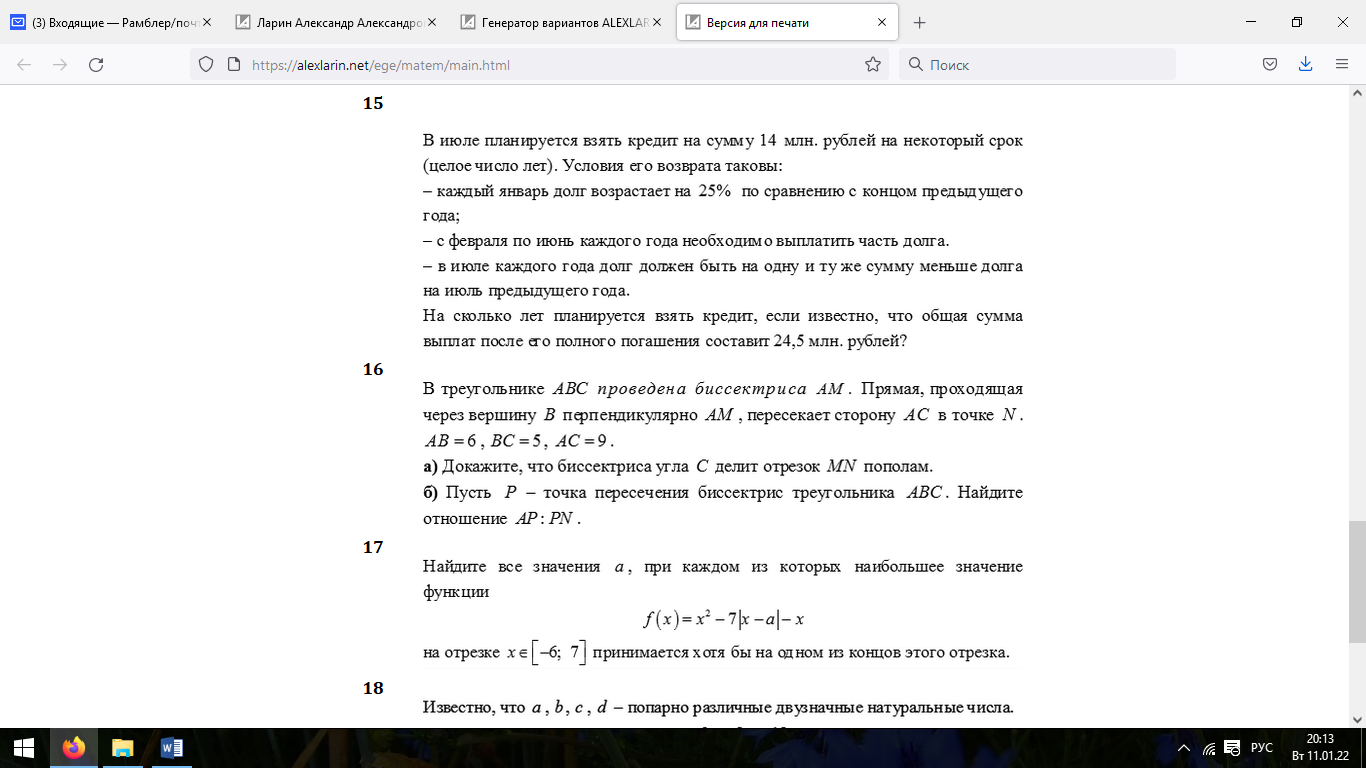 (3) Входящие — Рамблер/поч
Ларин Александр Александро
Генератор вариантов ALEXLAR
Версия для печати
https://alexlarin.net/ege/matem/main.html
Поиск
15
В июле планируется взять кредит на сумму 14 млн. рублей на некоторый срок
(целое число лет). Условия его возврата таковы:
– каждый январь долг возрастает на 25% по сравнению с концом предыдущего
года;
– с февраля по июнь каждого года необходимо выплатить часть долга.
– в июле каждого года долг должен быть на одну и ту же сумму меньше долга
на июль предыдущего года.
На сколько лет планируется взять кредит, если известно, что общая сумма
выплат после его полного погашения составит 24,5 млн. рублей?
16
В треугольнике ABC проведена биссектриса AM . Прямая, проходящая
через вершину B перпендикулярно AM , пересекает сторону AC в точке N .
AB = 6 , BC = 5 , AC = 9 .
а) Докажите, что биссектриса угла C делит отрезок MN пополам.
б) Пусть P – точка пересечения биссектрис треугольника ABC . Найдите
отношение AP : PN .
17
Найдите все значения a , при каждом из которых наибольшее значение
функции
f(x) = x² − 7|x − a| − x
на отрезке x ∈ [−6; 7] принимается хотя бы на одном из концов этого отрезка.
18
Известно, что a , b , c , d – попарно различные двузначные натуральные числа.
РУС
20:13
Вт 11.01.22